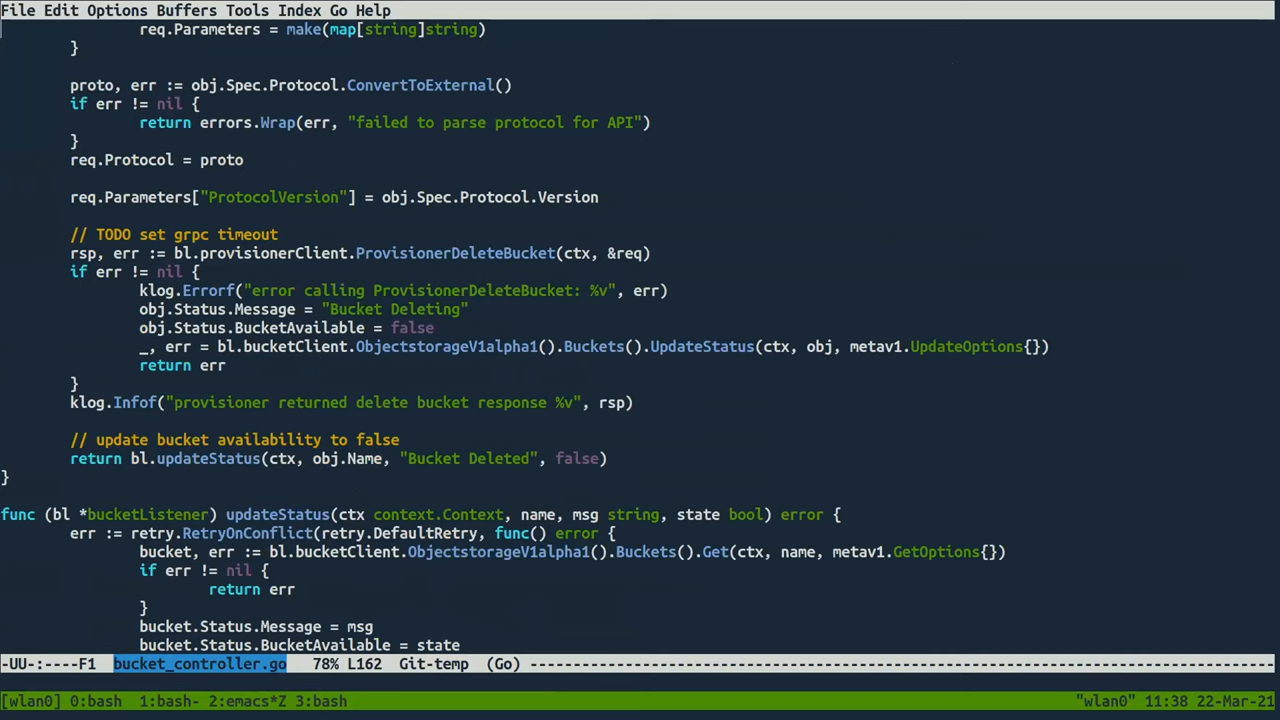 File Edit Options Buffers Tools Index Go Help
req.Parameters = make(map[string]string)
}
proto, err := obj.Spec.Protocol.ConvertToExternal()
if err != nil {
return errors.Wrap(err, "failed to parse protocol for API")
}
req.Protocol = proto
req.Parameters["ProtocolVersion"] = obj.Spec.Protocol.Version
// TODO set grpc timeout
rsp, err := bl.provisionerClient.ProvisionerDeleteBucket(ctx, &req)
if err != nil {
klog.Errorf("error calling ProvisionerDeleteBucket: %v", err)
obj.Status.Message = "Bucket Deleting"
obj.Status.BucketAvailable = false
_, err = bl.bucketClient.ObjectstorageV1alpha1().Buckets().UpdateStatus(ctx, obj, metav1.UpdateOptions{})
return err
}
klog.Infof("provisioner returned delete bucket response %v", rsp)
// update bucket availability to false
return bl.updateStatus(ctx, obj.Name, "Bucket Deleted", false)
}
func (bl *bucketListener) updateStatus(ctx context.Context, name, msg string, state bool) error {
err := retry.RetryOnConflict(retry.DefaultRetry, func() error {
bucket, err := bl.bucketClient.ObjectstorageV1alpha1().Buckets().Get(ctx, name, metav1.GetOptions{})
if err != nil {
return err
}
bucket.Status.Message = msg
bucket.Status.BucketAvailable = state
-UU-:----F1 bucket_controller.go 78% L162 Git-temp (Go) --------------------------------------------------------------------------------------
[wlan0] 0:bash 1:bash- 2:emacs*Z 3:bash "wlan0" 11:38 22-Mar-21